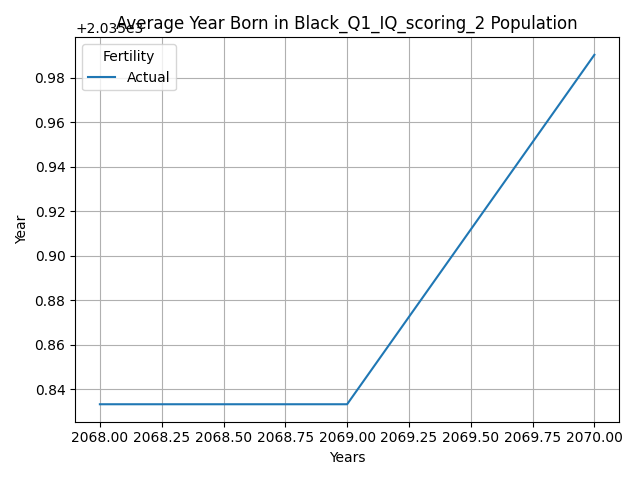 Average Year Born in Black_Q1_IQ_scoring_2 Population
+2.035e3
Fertility
Actual
0.98
0.96
0.94
0.92
0.90
0.88
0.86
0.84
Year
2068.00 2068.25 2068.50 2068.75 2069.00 2069.25 2069.50 2069.75 2070.00
Years